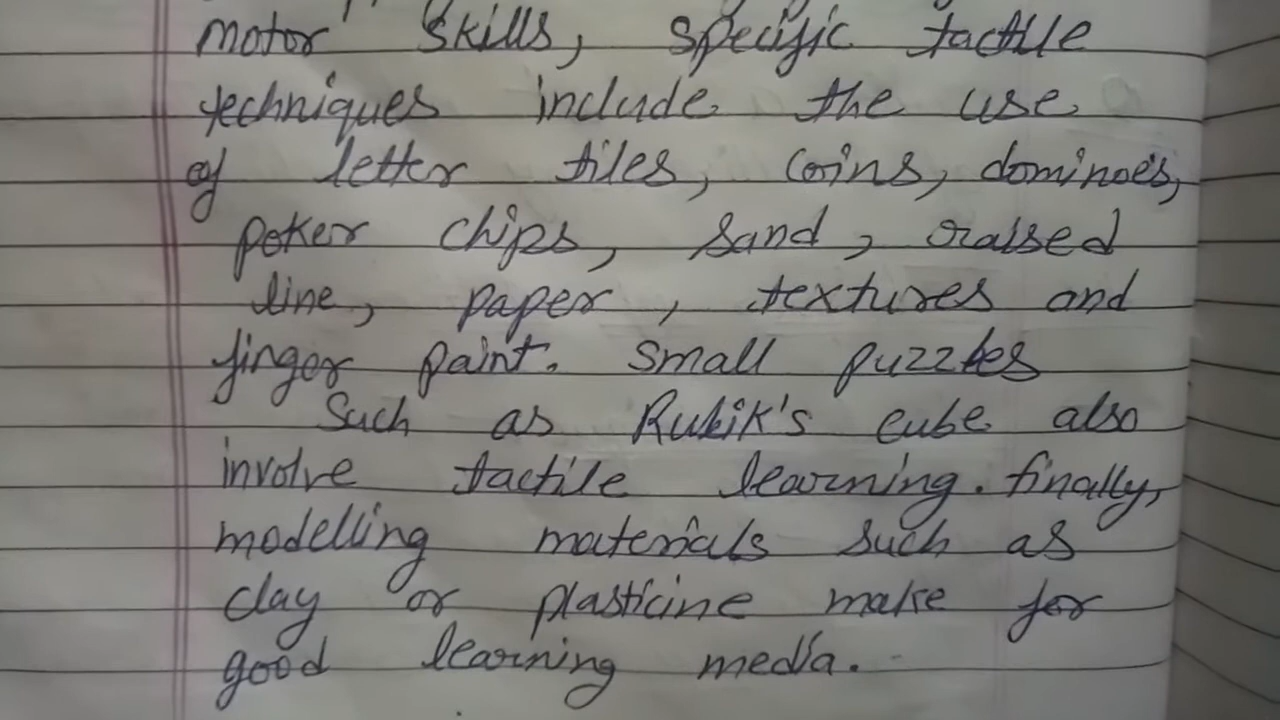 motor skills, specific tactile
techniques include the use
of letter tiles, coins, dominoes,
poker chips, sand, raised
line, paper, textures and
finger paint. Small puzzles
Such as Rubik's cube also
involve tactile learning. finally,
modelling materials such as
clay or plasticine make for
good learning media.